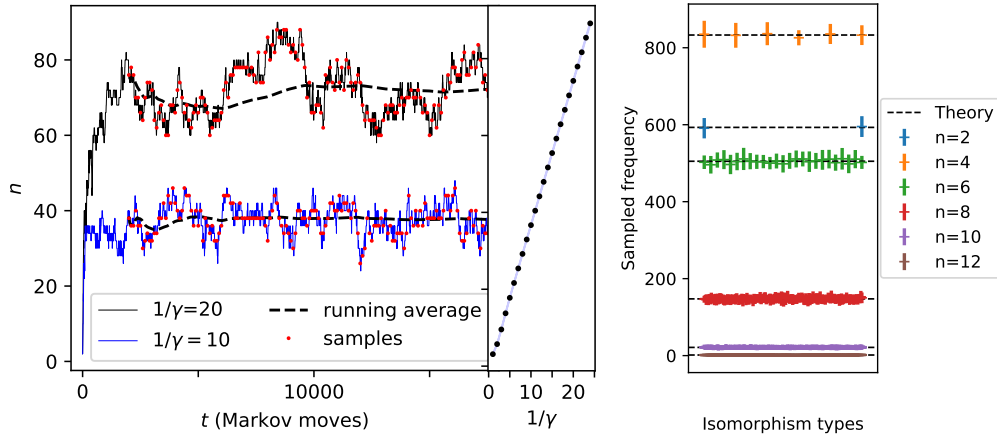 80
60
40
20
0
n
1/γ=20
1/γ = 10
running average
samples
0
10000
t (Markov moves)
0
10
20
1/γ
800
600
400
200
0
Sampled frequency
Isomorphism types
Theory
n=2
n=4
n=6
n=8
n=10
n=12